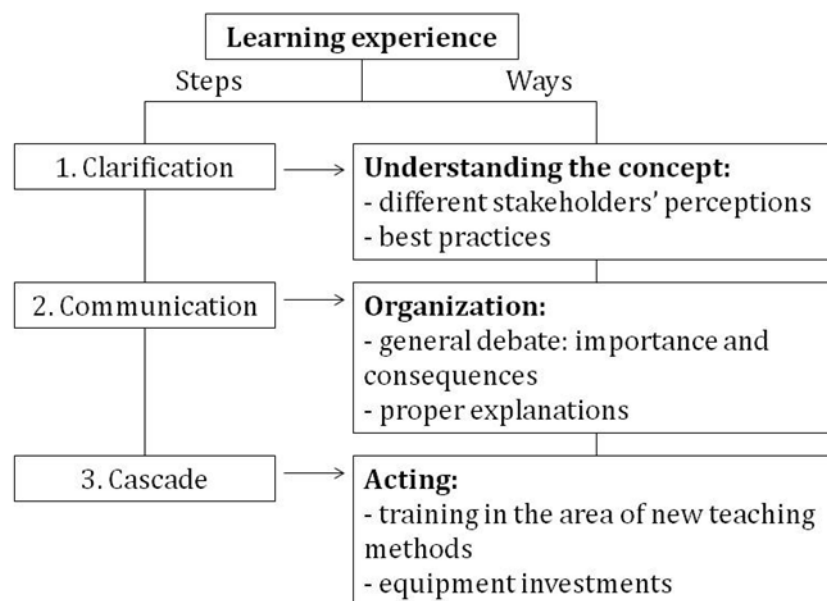 Learning experience
Steps
Ways
1. Clarification
Understanding the concept:
- different stakeholders’ perceptions
- best practices
2. Communication
Organization:
- general debate: importance and
consequences
- proper explanations
3. Cascade
Acting:
- training in the area of new teaching
methods
- equipment investments